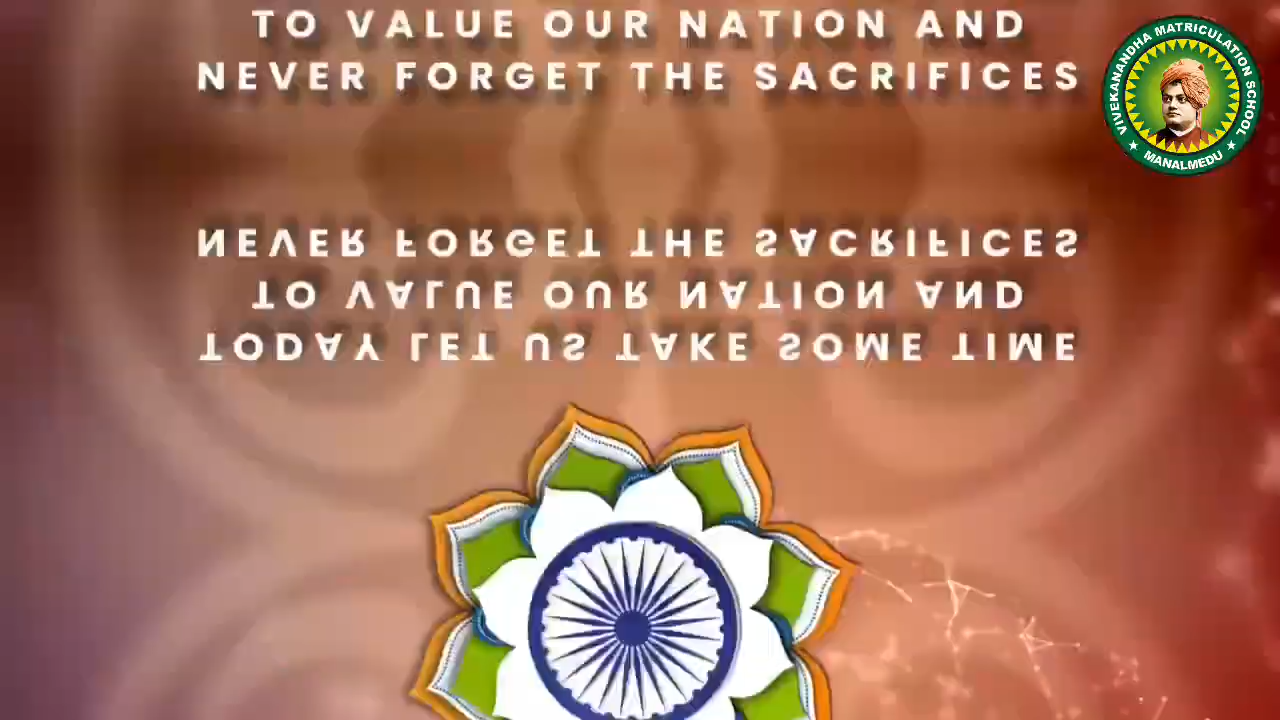 TO VALUE OUR NATION AND
NEVER FORGET THE SACRIFICES
NEVER FORGET THE SACRIFICES
TO VALUE OUR NATION AND
TODAY LET US TAKE SOME TIME
VIVEKANANDHA MATRICULATION SCHOOL
MANALMEDU